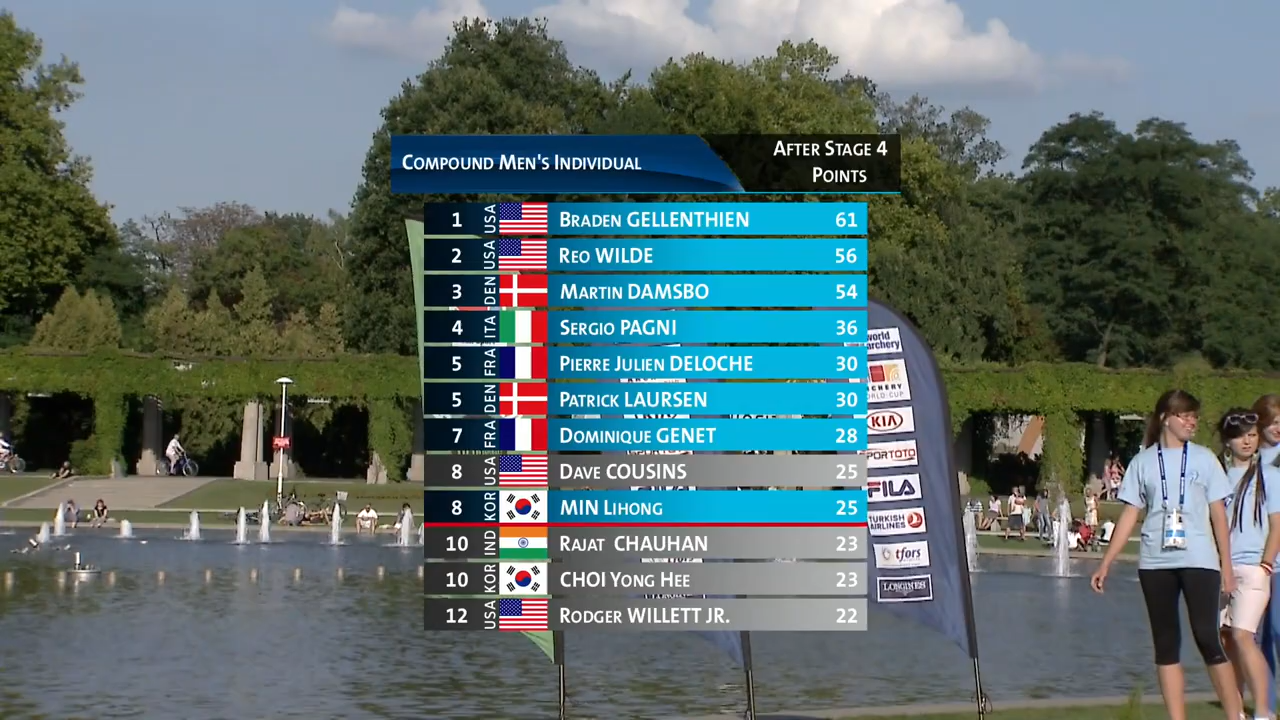 COMPOUND MEN'S INDIVIDUAL
AFTER STAGE 4
POINTS
1 USA BRADEN GELLENTHIEN 61
2 USA REO WILDE 56
3 DEN MARTIN DAMSBO 54
4 ITA SERGIO PAGNI 36
5 FRA PIERRE JULIEN DELOCHE 30
5 DEN PATRICK LAURSEN 30
7 FRA DOMINIQUE GENET 28
8 USA DAVE COUSINS 25
8 KOR MIN LIHONG 25
10 IND RAJAT CHAUHAN 23
10 KOR CHOI YONG HEE 23
12 USA RODGER WILLETT JR. 22
world
archery
KIA
FILA
TURKISH
AIRLINES
tfors
LONGINES